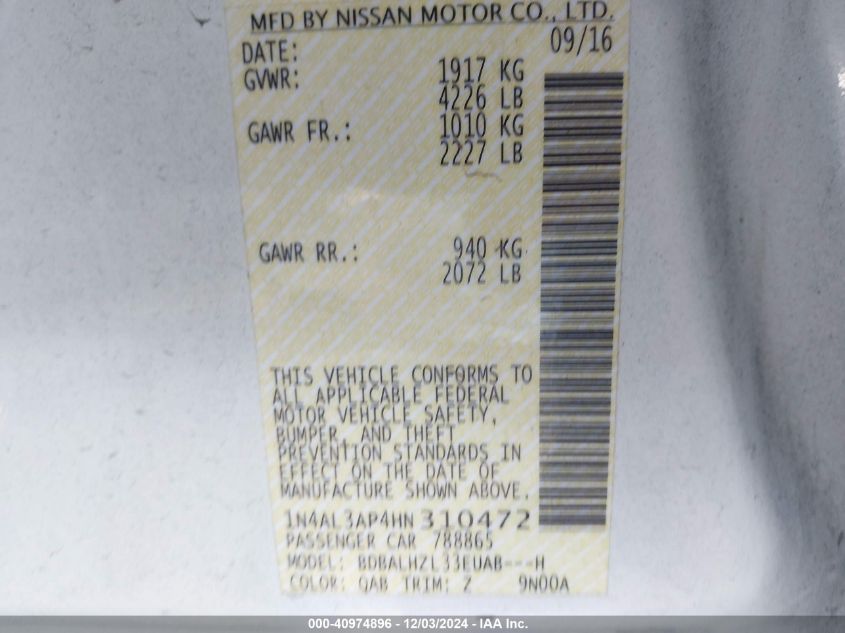 MFD BY NISSAN MOTOR CO., LTD.
DATE: 09/16
GVWR: 1917 KG
4226 LB
GAWR FR.: 1010 KG
2227 LB
GAWR RR.: 940 KG
2072 LB
THIS VEHICLE CONFORMS TO
ALL APPLICABLE FEDERAL
MOTOR VEHICLE SAFETY,
BUMPER, AND THEFT
PREVENTION STANDARDS IN
EFFECT ON THE DATE OF
MANUFACTURE SHOWN ABOVE.
1N4AL3AP4HN 310472
PASSENGER CAR 788865
MODEL: BDBALHZL33EUAB---H
COLOR: QAB TRIM: Z 9N00A
000-40974896 - 12/03/2024 - IAA Inc.